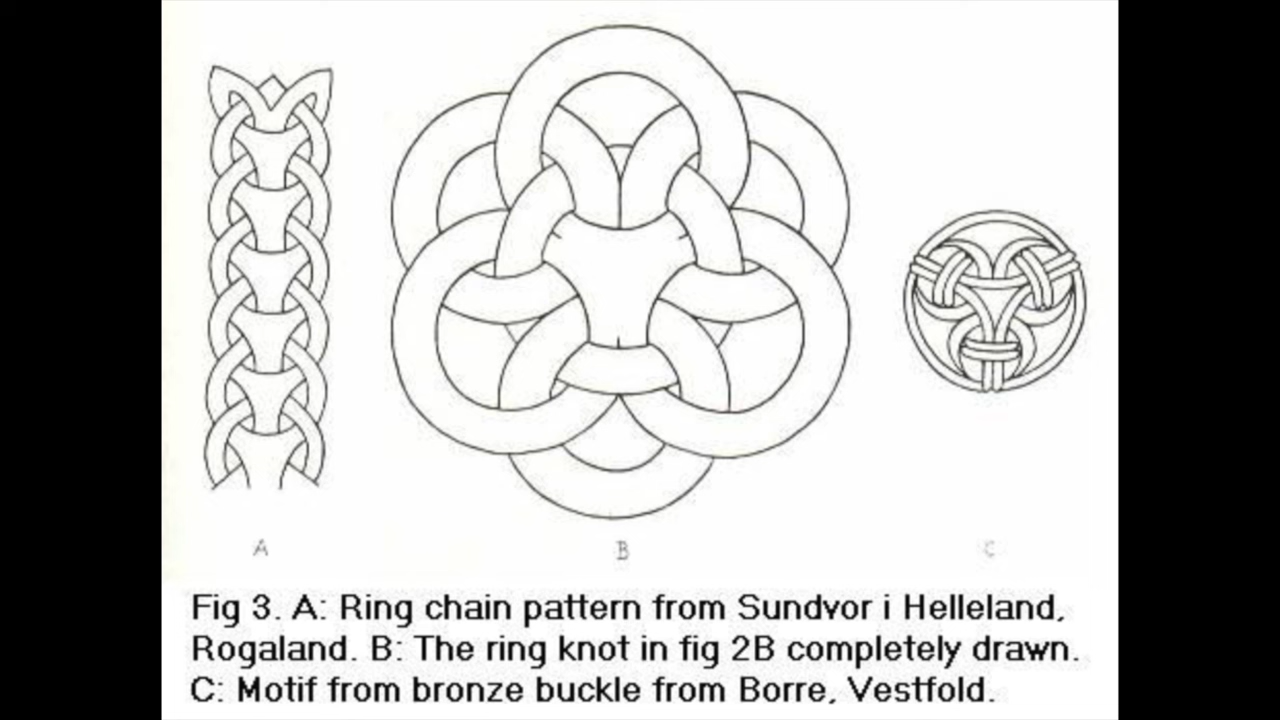 A B C
Fig 3. A: Ring chain pattern from Sundvor i Helleland,
Rogaland. B: The ring knot in fig 2B completely drawn.
C: Motif from bronze buckle from Borre, Vestfold.